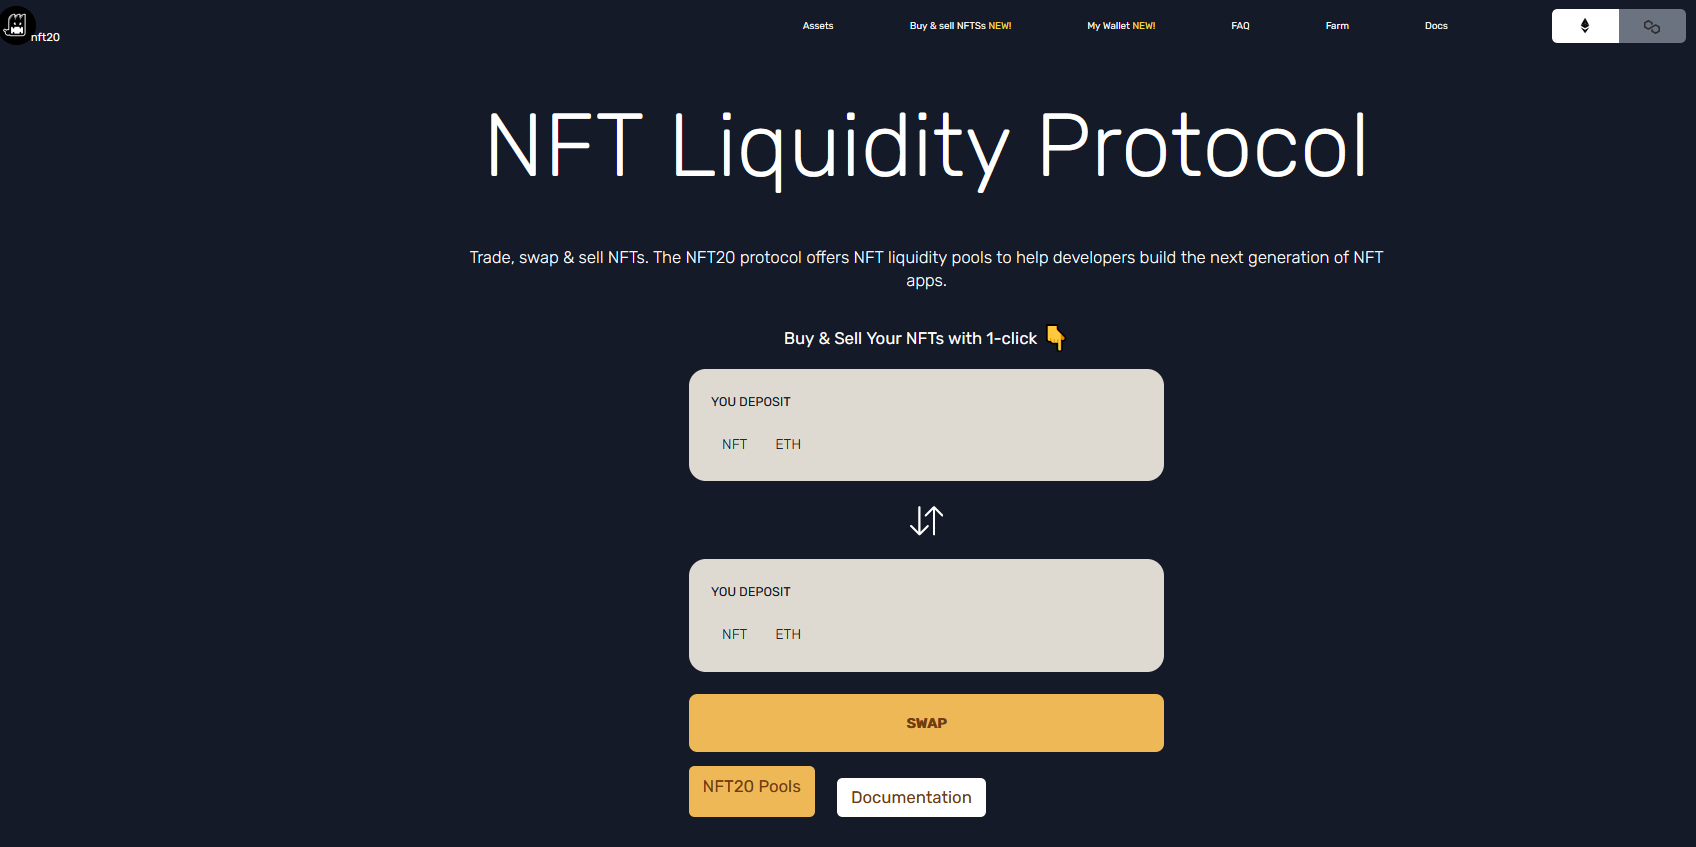 nft20
Assets
Buy & sell NFTSs NEW!
My Wallet NEW!
FAQ
Farm
Docs
NFT Liquidity Protocol
Trade, swap & sell NFTs. The NFT20 protocol offers NFT liquidity pools to help developers build the next generation of NFT
apps.
Buy & Sell Your NFTs with 1-click 👇
YOU DEPOSIT
NFT ETH
YOU DEPOSIT
NFT ETH
SWAP
NFT20 Pools
Documentation